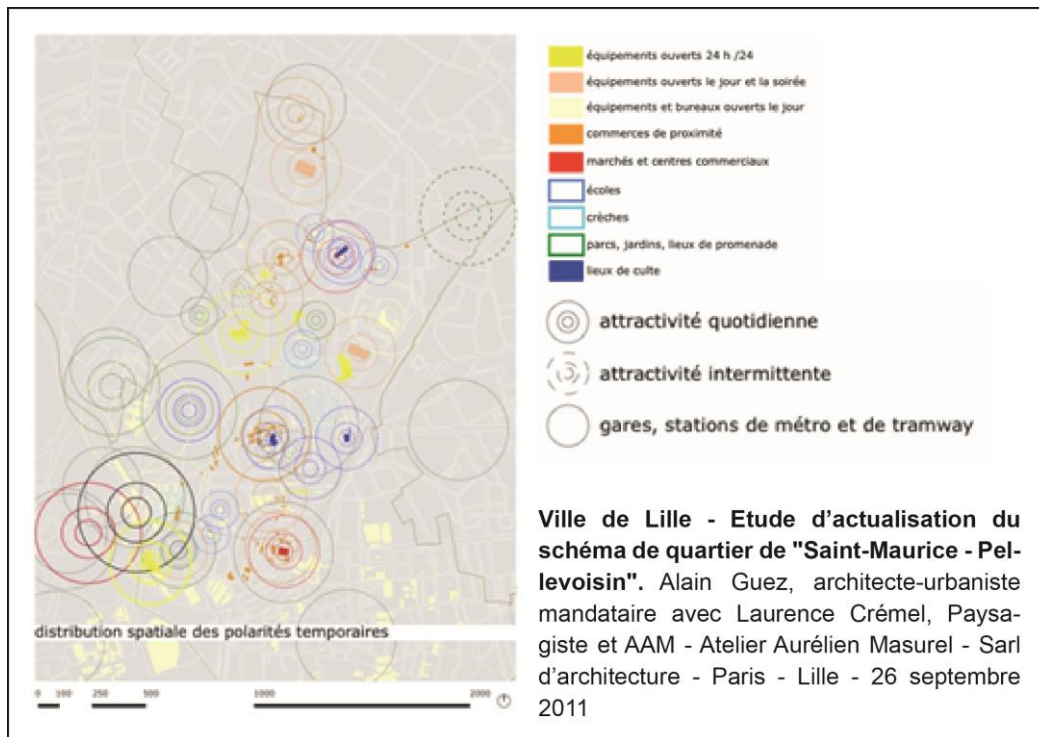 équipements ouverts 24 h /24
équipements ouverts le jour et la soirée
équipements et bureaux ouverts le jour
commerces de proximité
marchés et centres commerciaux
écoles
crèches
parcs, jardins, lieux de promenade
lieux de culte
attractivité quotidienne
attractivité intermittente
gares, stations de métro et de tramway
distribution spatiale des polarités temporaires
0 100 250 500 1000 2000
Ville de Lille - Etude d'actualisation du
schéma de quartier de "Saint-Maurice - Pel-
levoisin". Alain Guez, architecte-urbaniste
mandataire avec Laurence Crémel, Paysa-
giste et AAM - Atelier Aurélien Masurel - Sarl
d'architecture - Paris - Lille - 26 septembre
2011